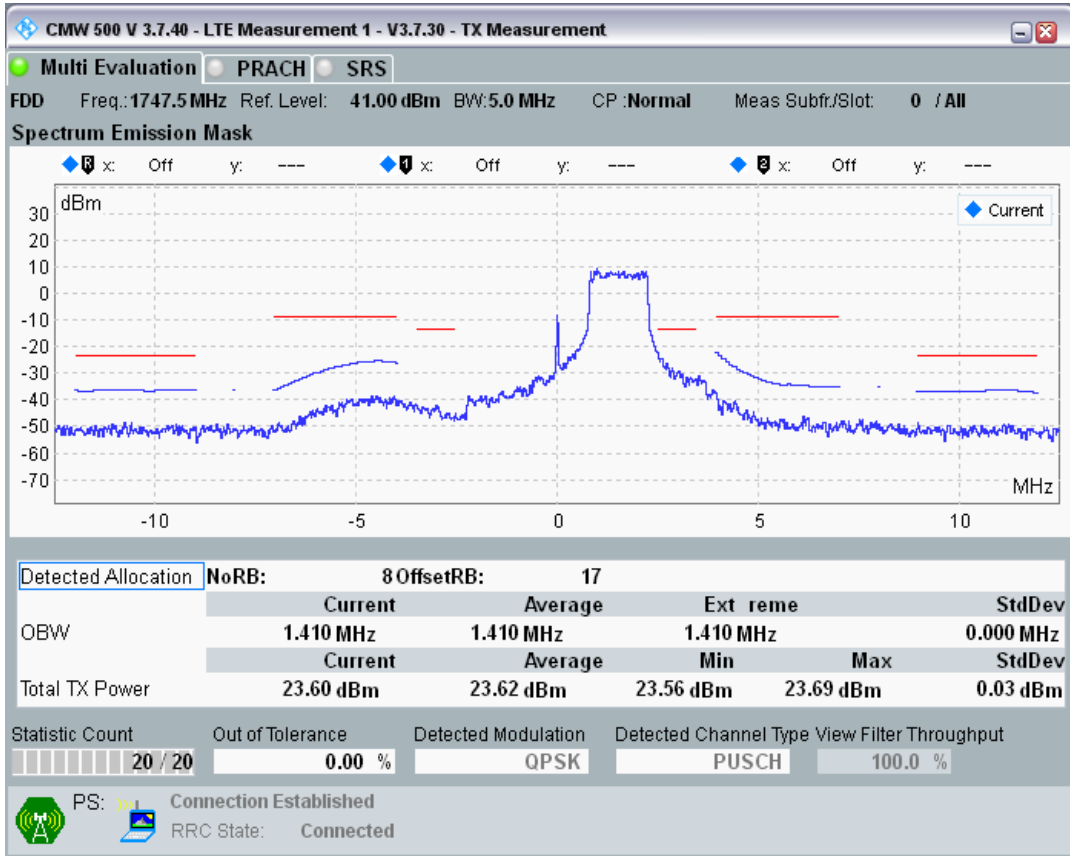 CMW 500 V 3.7.40 - LTE Measurement 1 - V3.7.30 - TX Measurement
Multi Evaluation PRACH SRS
FDD Freq.: 1747.5 MHz Ref. Level: 41.00 dBm BW: 5.0 MHz CP : Normal Meas Subfr./Slot: 0 / All
Spectrum Emission Mask
R x: Off y: --- 1 x: Off y: --- 2 x: Off y: ---
dBm
Current
30
20
10
0
-10
-20
-30
-40
-50
-60
-70
MHz
-10 -5 0 5 10
Detected Allocation NoRB: 8 OffsetRB: 17
Current Average Ext reme StdDev
OBW 1.410 MHz 1.410 MHz 1.410 MHz 0.000 MHz
Current Average Min Max StdDev
Total TX Power 23.60 dBm 23.62 dBm 23.56 dBm 23.69 dBm 0.03 dBm
Statistic Count Out of Tolerance Detected Modulation Detected Channel Type View Filter Throughput
20 / 20 0.00 % QPSK PUSCH 100.0 %
PS: Connection Established
RRC State: Connected